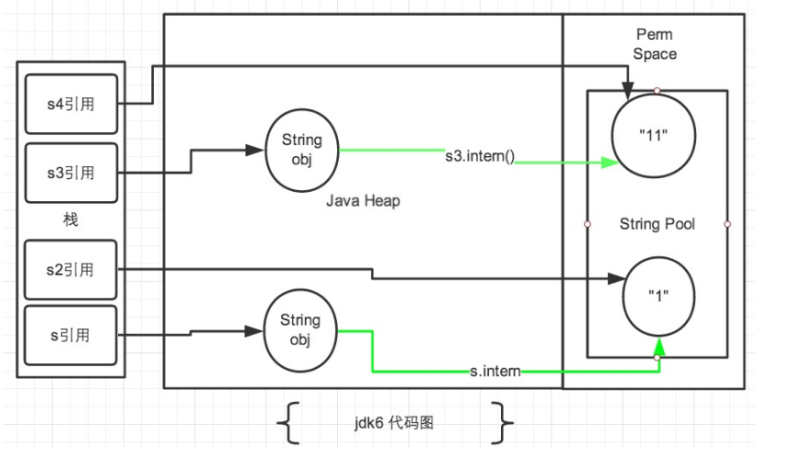 Perm
Space
s4引用
"11"
String
obj
s3.intern()
s3引用
Java Heap
栈
String Pool
s2引用
"1"
String
obj
s引用
s.intern
jdk6 代码图